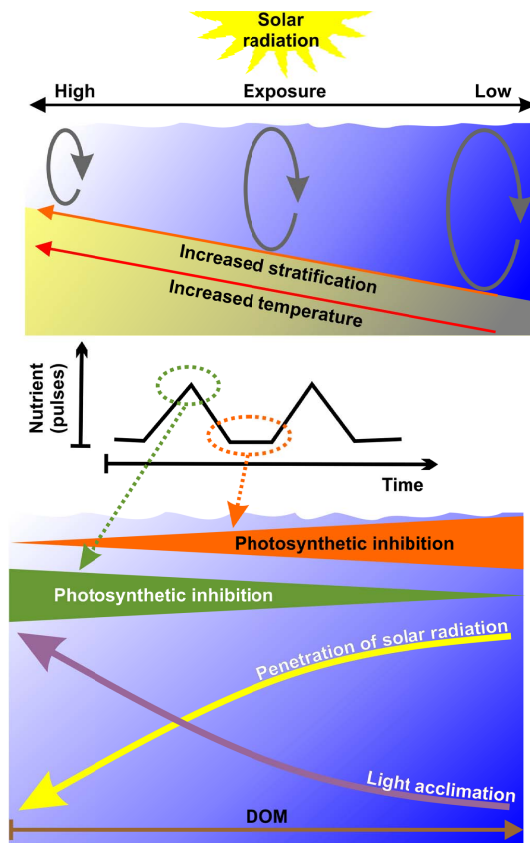 Solar
radiation
High Exposure Low
Increased stratification
Increased temperature
Nutrient
(pulses)
Time
Photosynthetic inhibition
Photosynthetic inhibition
Penetration of solar radiation
Light acclimation
DOM